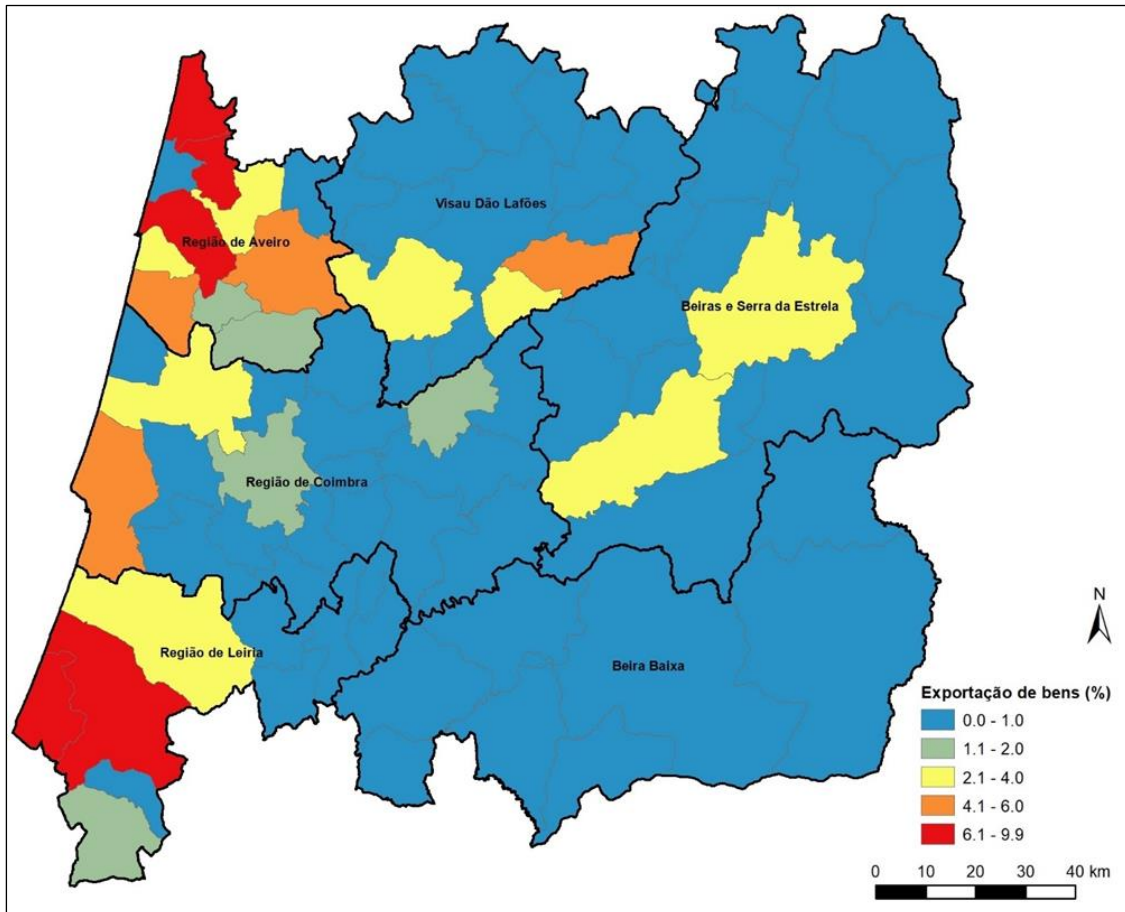 Visau Dão Lafões
Região de Aveiro
Beiras e Serra da Estrela
Região de Coimbra
Região de Leiria
Beira Baixa
N
Exportação de bens (%)
0.0 - 1.0
1.1 - 2.0
2.1 - 4.0
4.1 - 6.0
6.1 - 9.9
0 10 20 30 40 km